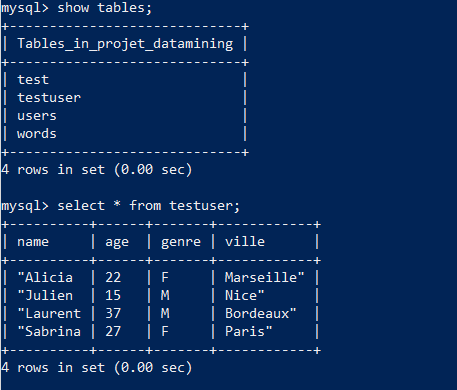 mysql> show tables;
+-----------------------------+
| Tables_in_projet_datamining |
+-----------------------------+
| test                        |
| testuser                    |
| users                       |
| words                       |
+-----------------------------+
4 rows in set (0.00 sec)
mysql> select * from testuser;
+----------+------+-------+------------+
| name     | age  | genre | ville      |
+----------+------+-------+------------+
| "Alicia  | 22   | F     | Marseille" |
| "Julien  | 15   | M     | Nice"      |
| "Laurent | 37   | M     | Bordeaux"  |
| "Sabrina | 27   | F     | Paris"     |
+----------+------+-------+------------+
4 rows in set (0.00 sec)